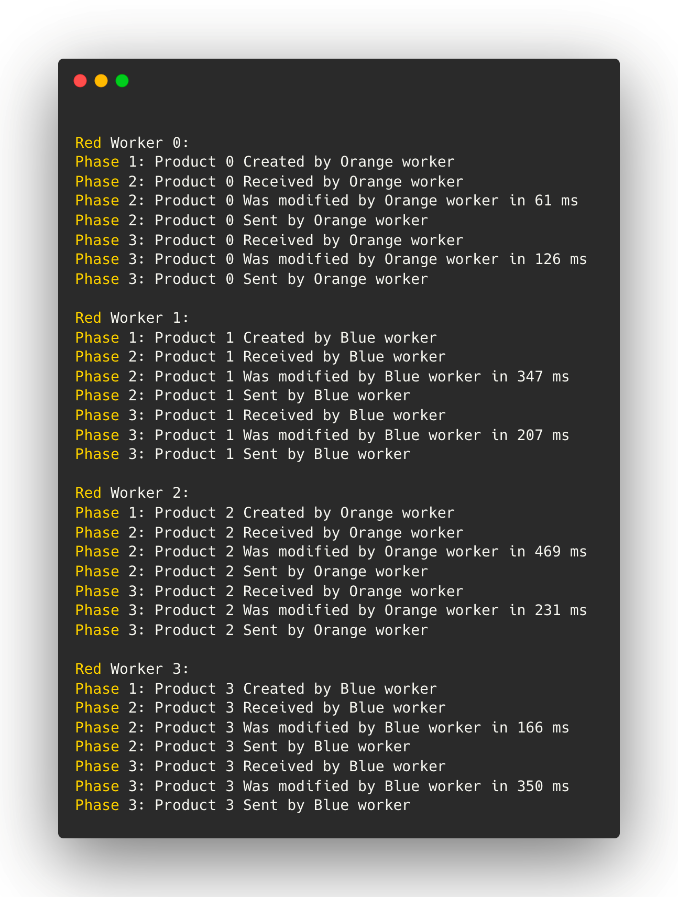 Red Worker 0:
Phase 1: Product 0 Created by Orange worker
Phase 2: Product 0 Received by Orange worker
Phase 2: Product 0 Was modified by Orange worker in 61 ms
Phase 2: Product 0 Sent by Orange worker
Phase 3: Product 0 Received by Orange worker
Phase 3: Product 0 Was modified by Orange worker in 126 ms
Phase 3: Product 0 Sent by Orange worker
Red Worker 1:
Phase 1: Product 1 Created by Blue worker
Phase 2: Product 1 Received by Blue worker
Phase 2: Product 1 Was modified by Blue worker in 347 ms
Phase 2: Product 1 Sent by Blue worker
Phase 3: Product 1 Received by Blue worker
Phase 3: Product 1 Was modified by Blue worker in 207 ms
Phase 3: Product 1 Sent by Blue worker
Red Worker 2:
Phase 1: Product 2 Created by Orange worker
Phase 2: Product 2 Received by Orange worker
Phase 2: Product 2 Was modified by Orange worker in 469 ms
Phase 2: Product 2 Sent by Orange worker
Phase 3: Product 2 Received by Orange worker
Phase 3: Product 2 Was modified by Orange worker in 231 ms
Phase 3: Product 2 Sent by Orange worker
Red Worker 3:
Phase 1: Product 3 Created by Blue worker
Phase 2: Product 3 Received by Blue worker
Phase 2: Product 3 Was modified by Blue worker in 166 ms
Phase 2: Product 3 Sent by Blue worker
Phase 3: Product 3 Received by Blue worker
Phase 3: Product 3 Was modified by Blue worker in 350 ms
Phase 3: Product 3 Sent by Blue worker